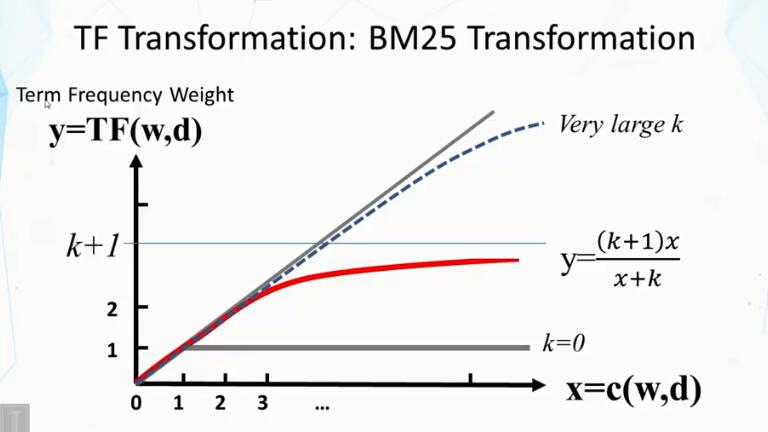 TF Transformation: BM25 Transformation
Term Frequency Weight
y=TF(w,d)
Very large k
k+1
y=(k+1)x
x+k
2
1
k=0
0 1 2 3 ...
x=c(w,d)